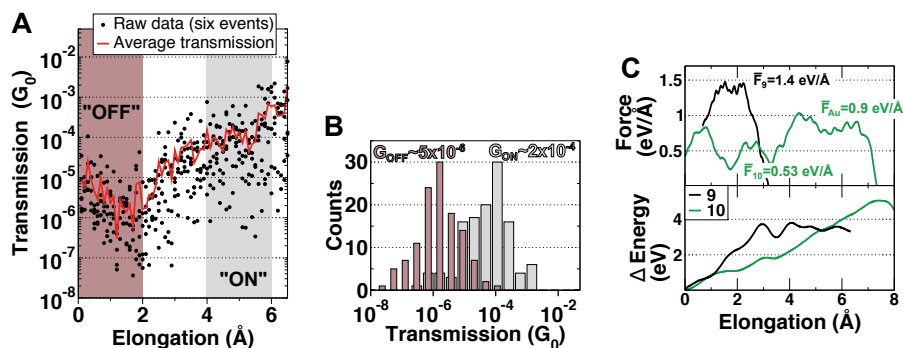 A
Raw data (six events)
Average transmission
10⁻²
10⁻³
10⁻⁴
10⁻⁵
10⁻⁶
10⁻⁷
10⁻⁸
Transmission (G₀)
"OFF"
"ON"
0 2 4 6
Elongation (Å)
B
G_OFF~5x10⁻⁶ G_ON~2x10⁻⁴
30
20
10
0
Counts
10⁻⁸ 10⁻⁶ 10⁻⁴ 10⁻²
Transmission (G₀)
C
F̅₉=1.4 eV/Å
F̅_Au=0.9 eV/Å
F̅₁₀=0.53 eV/Å
1.5
1
0.5
Force
(eV/Å)
9
10
4
2
0
Δ Energy
(eV)
0 2 4 6 8
Elongation (Å)